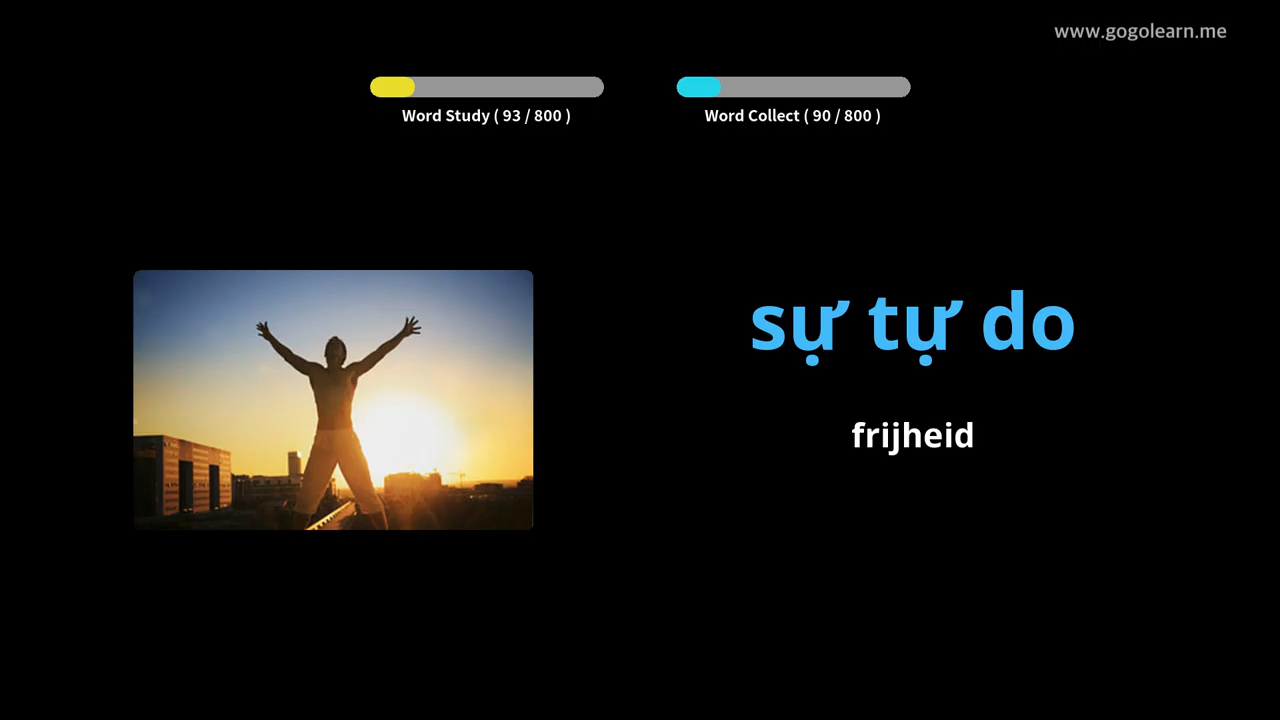 www.gogolearn.me
Word Study ( 93 / 800 )
Word Collect ( 90 / 800 )
sự tự do
frijheid